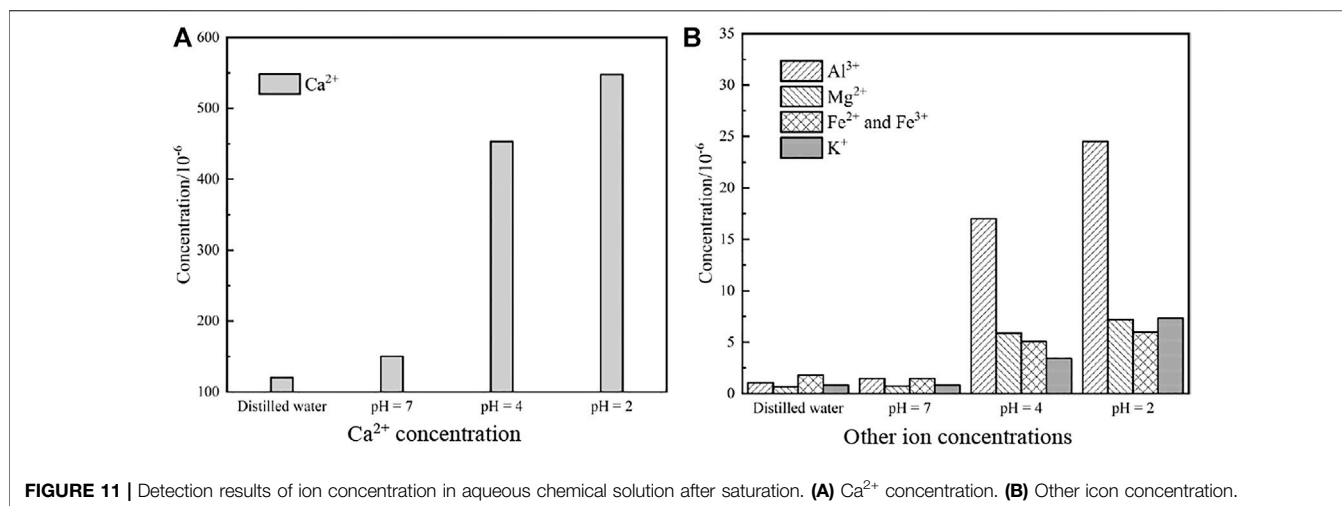 A
Concentration/10⁻⁶
600
500
400
300
200
100
Ca²⁺
Distilled water pH = 7 pH = 4 pH = 2
Ca²⁺ concentration
B
Concentration/10⁻⁶
35
30
25
20
15
10
5
0
Al³⁺
Mg²⁺
Fe²⁺ and Fe³⁺
K⁺
Distilled water pH = 7 pH = 4 pH = 2
Other ion concentrations
FIGURE 11 | Detection results of ion concentration in aqueous chemical solution after saturation. (A) Ca²⁺ concentration. (B) Other icon concentration.